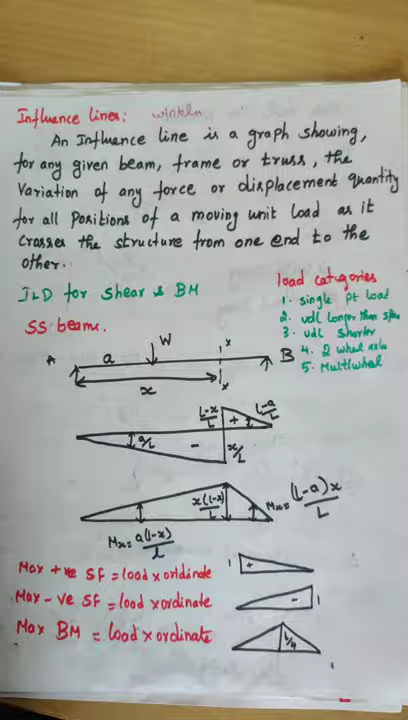 Influence lines: winkler
An Influence line is a graph showing,
for any given beam, frame or truss, the
Variation of any force or displacement quantity
for all positions of a moving unit load as it
Crosses the structure from one end to the
other.
ILD for Shear & BM
SS beams.
load categories
1. single pt load
2. udl longer than span
3. udl shorter
4. 2 wheel axle
5. Multiwheel
W
x
A a B
x
x
L-x/L + L-a/L
a/L - x/L
x(L-x)/L
Mx = (L-a)x/L
Mx = a(l-x)/l
Max +ve SF = load x ordidate 1 +
Max -ve SF = load x ordinate - 1
Max BM = load x ordinate L/4